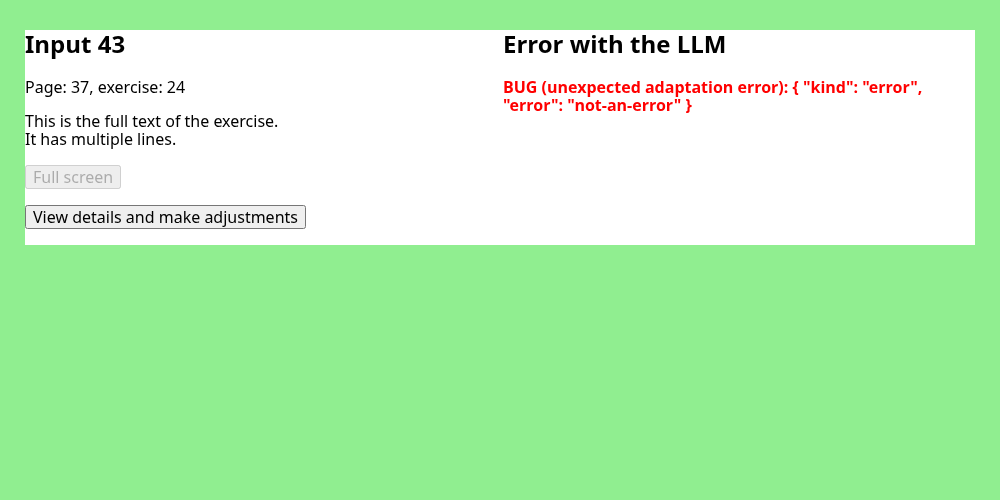 Input 43
Page: 37, exercise: 24
This is the full text of the exercise.
It has multiple lines.
Full screen
View details and make adjustments
Error with the LLM
BUG (unexpected adaptation error): { "kind": "error",
"error": "not-an-error" }